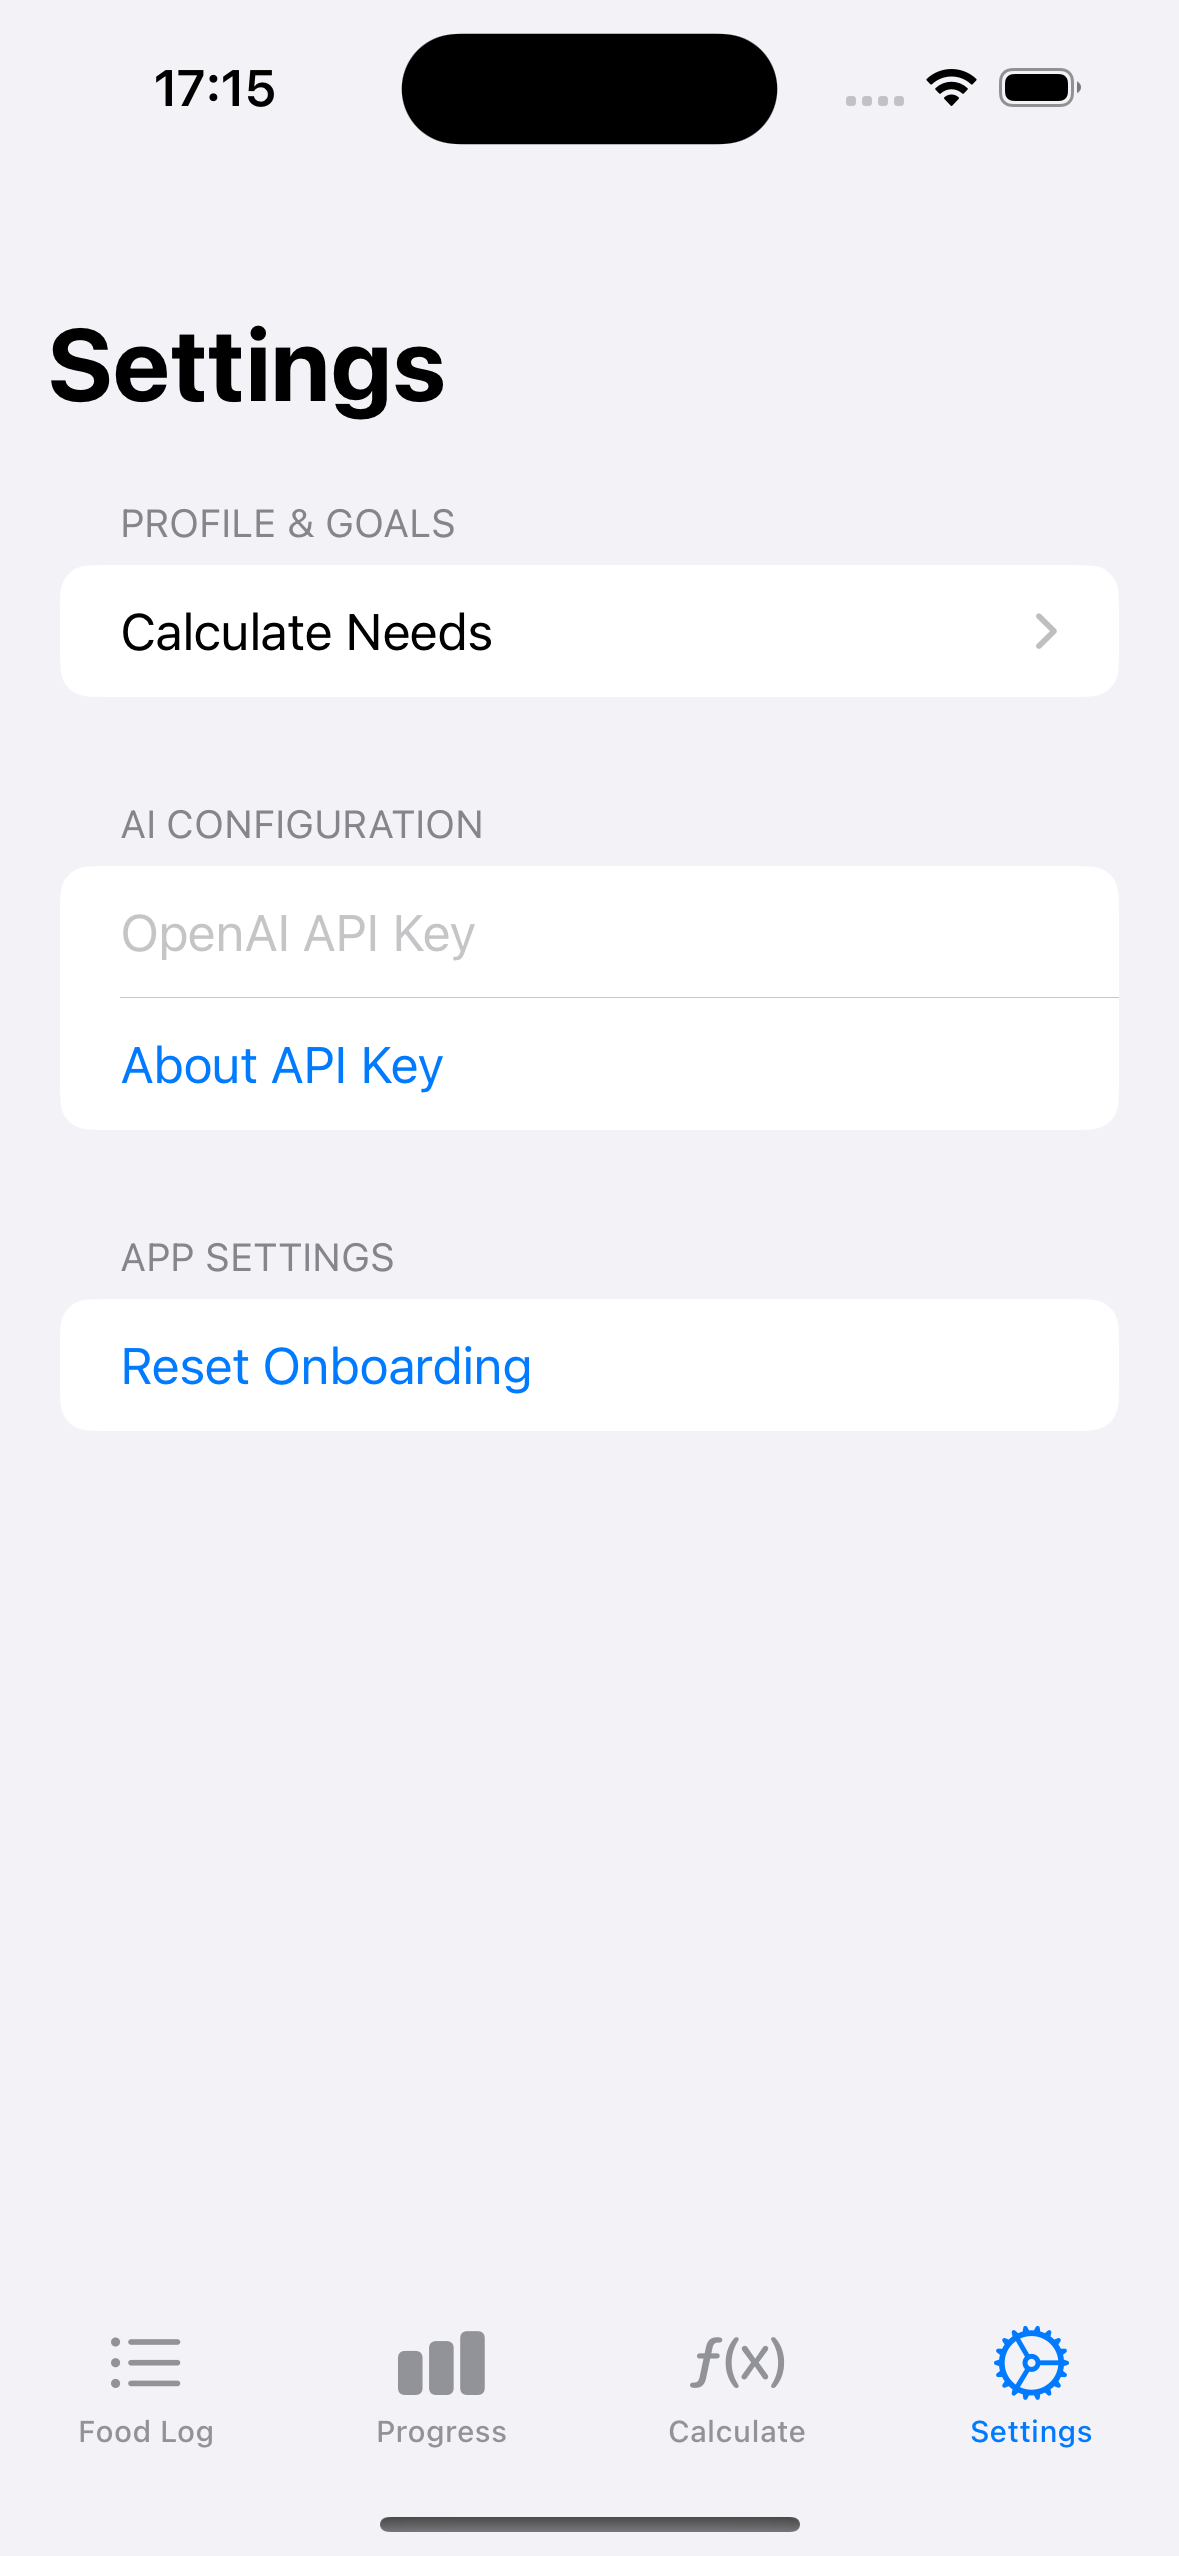 17:15
Settings
PROFILE & GOALS
Calculate Needs
AI CONFIGURATION
OpenAI API Key
About API Key
APP SETTINGS
Reset Onboarding
f(x)
Food Log
Progress
Calculate
Settings